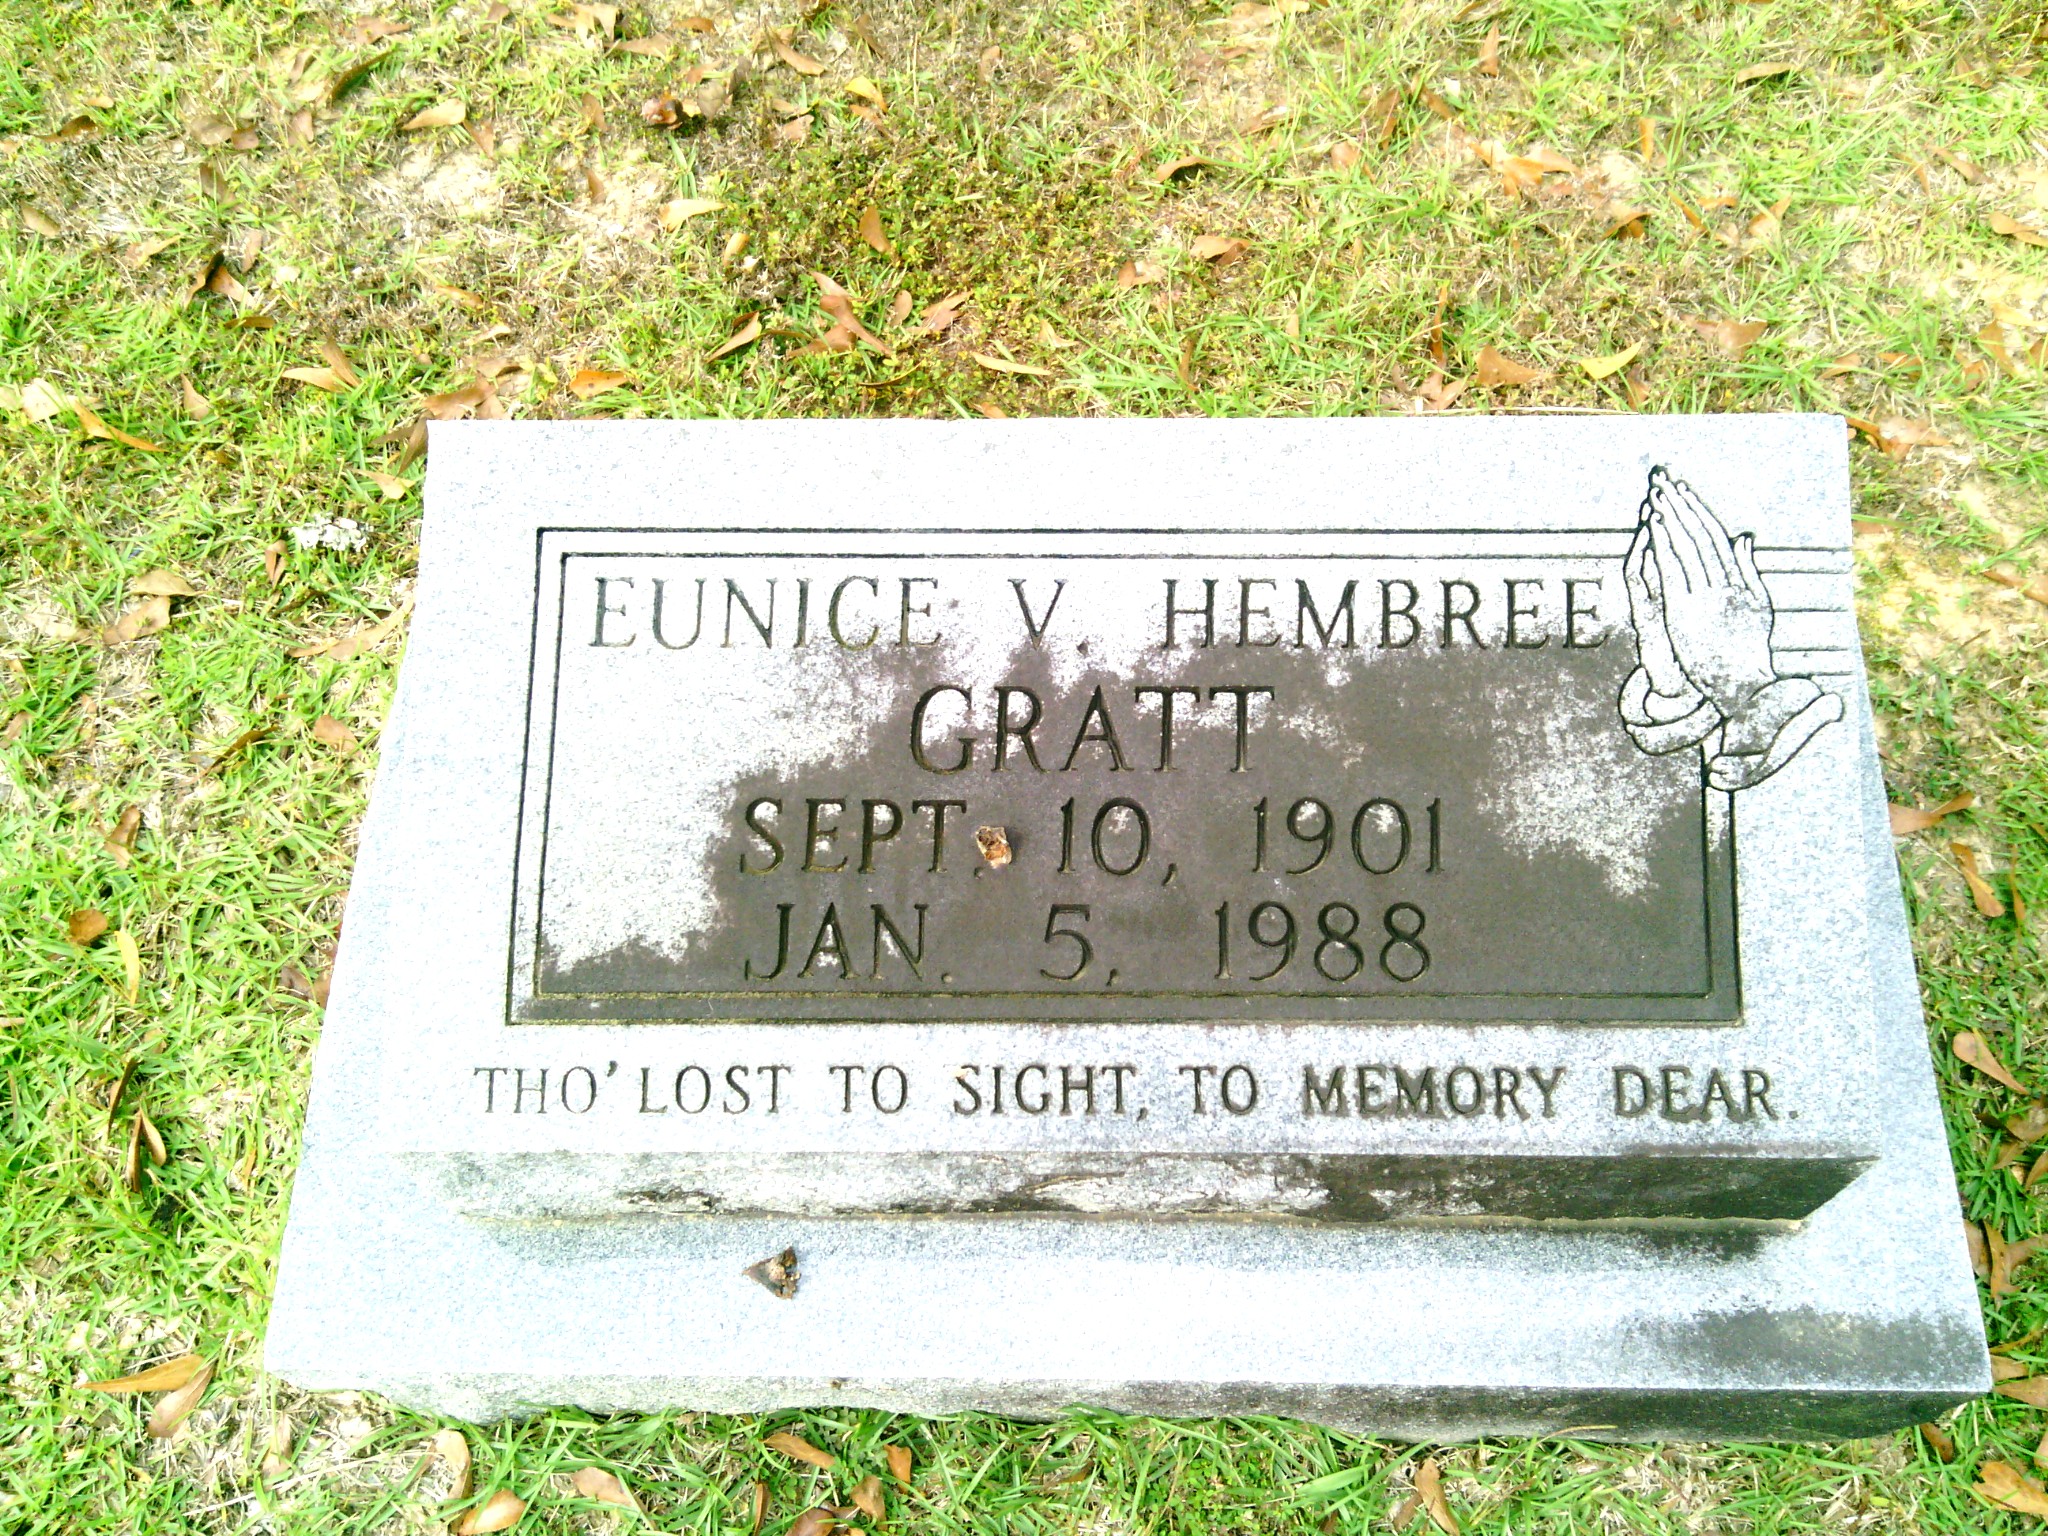 EUNICE V. HEMBREE
GRATT
SEPT. 10, 1901
JAN. 5, 1988
THO' LOST TO SIGHT, TO MEMORY DEAR.